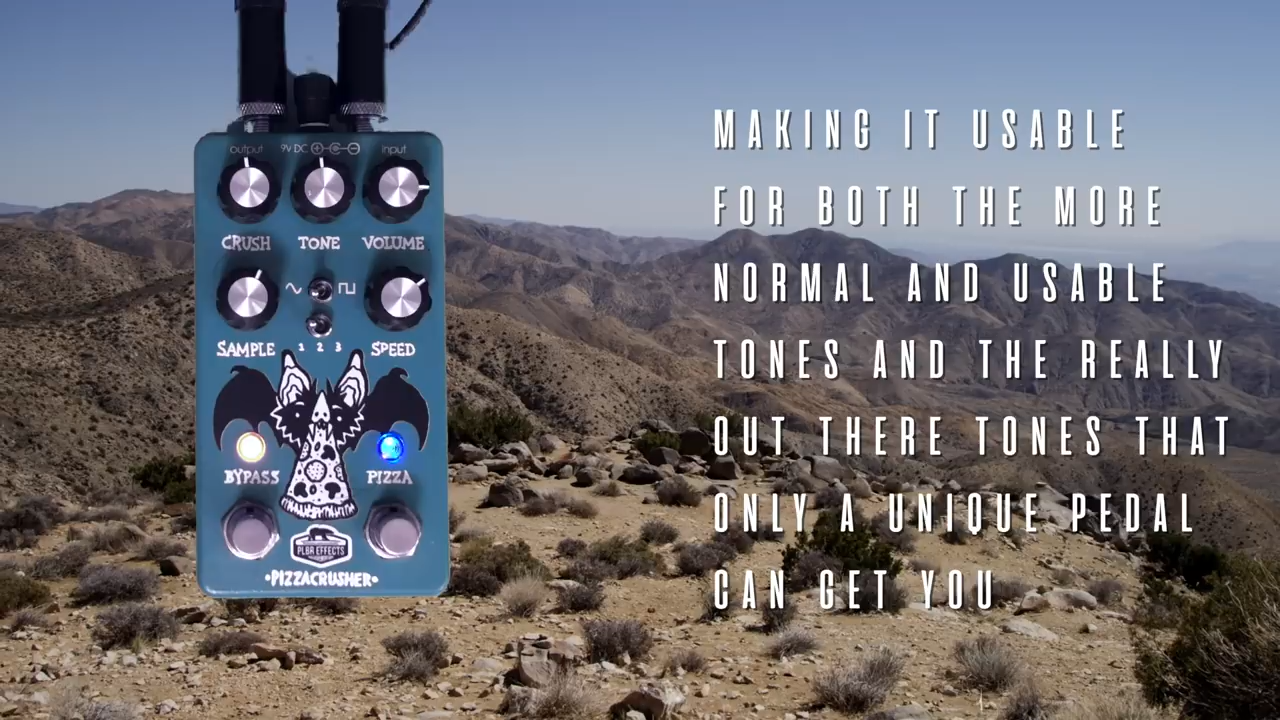 output 9V DC input
CRUSH TONE VOLUME
SAMPLE 1 2 3 SPEED
BYPASS PIZZA
PLBR EFFECTS
•PIZZACRUSHER•
MAKING IT USABLE
FOR BOTH THE MORE
NORMAL AND USABLE
TONES AND THE REALLY
OUT THERE TONES THAT
ONLY A UNIQUE PEDAL
CAN GET YOU